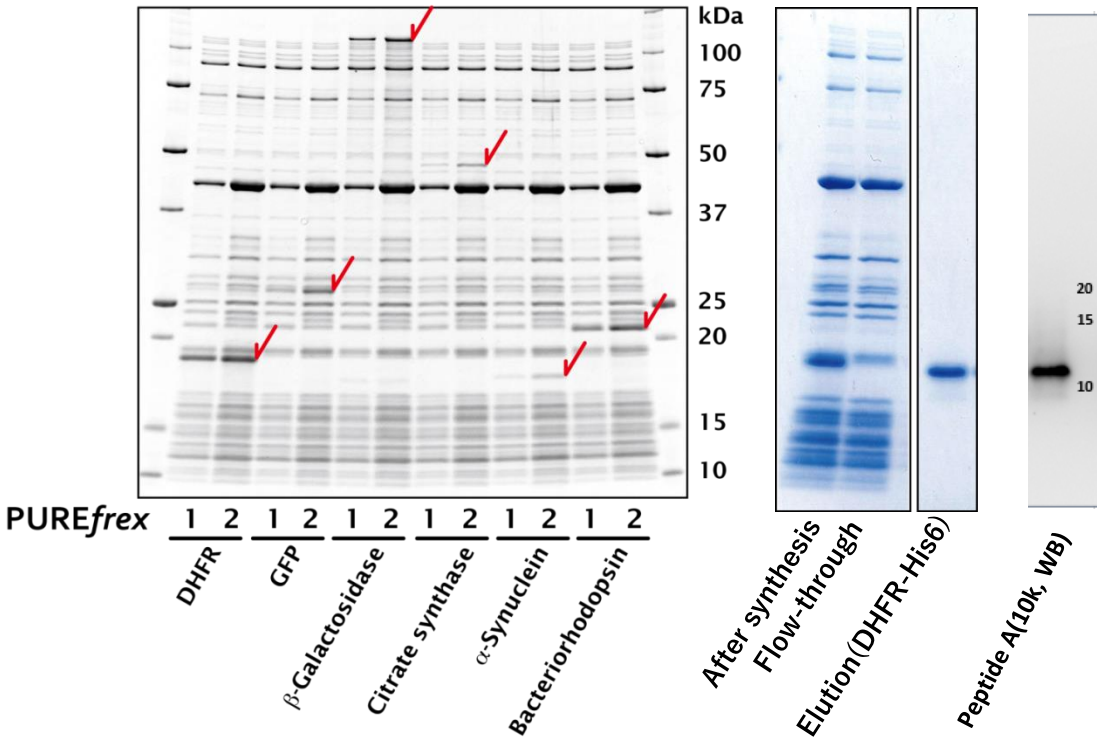 kDa
100
75
50
37
25
20
15
10
PUREfrex 1 2 1 2 1 2 1 2 1 2 1 2
DHFR
GFP
β-Galactosidase
Citrate synthase
α-Synuclein
Bacteriorhodopsin
After synthesis
Flow-through
Elution(DHFR-His6)
20
15
10
Peptide A(10k, WB)